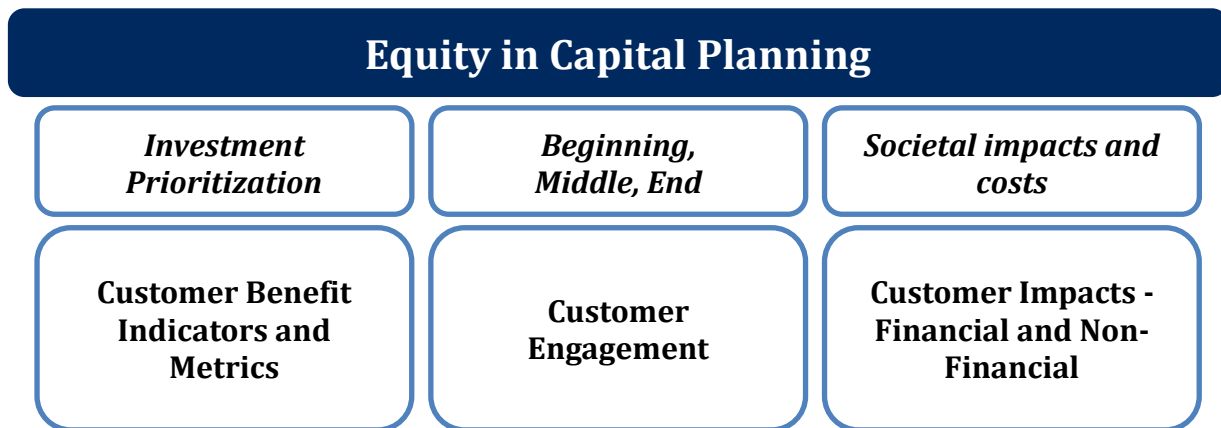 Equity in Capital Planning
Investment
Prioritization
Beginning,
Middle, End
Societal impacts and
costs
Customer Benefit
Indicators and
Metrics
Customer
Engagement
Customer Impacts -
Financial and Non-
Financial